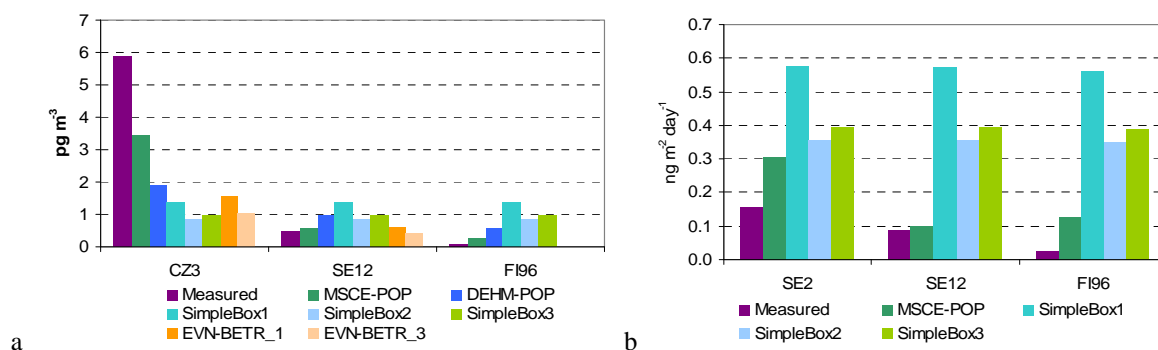 pg m-3
7
6
5
4
3
2
1
0
CZ3 SE12 FI96
Measured MSCE-POP DEHM-POP
SimpleBox1 SimpleBox2 SimpleBox3
EVN-BETR_1 EVN-BETR_3
a
ng m-2 day-1
0.7
0.6
0.5
0.4
0.3
0.2
0.1
0.0
SE2 SE12 FI96
Measured MSCE-POP SimpleBox1
SimpleBox2 SimpleBox3
b